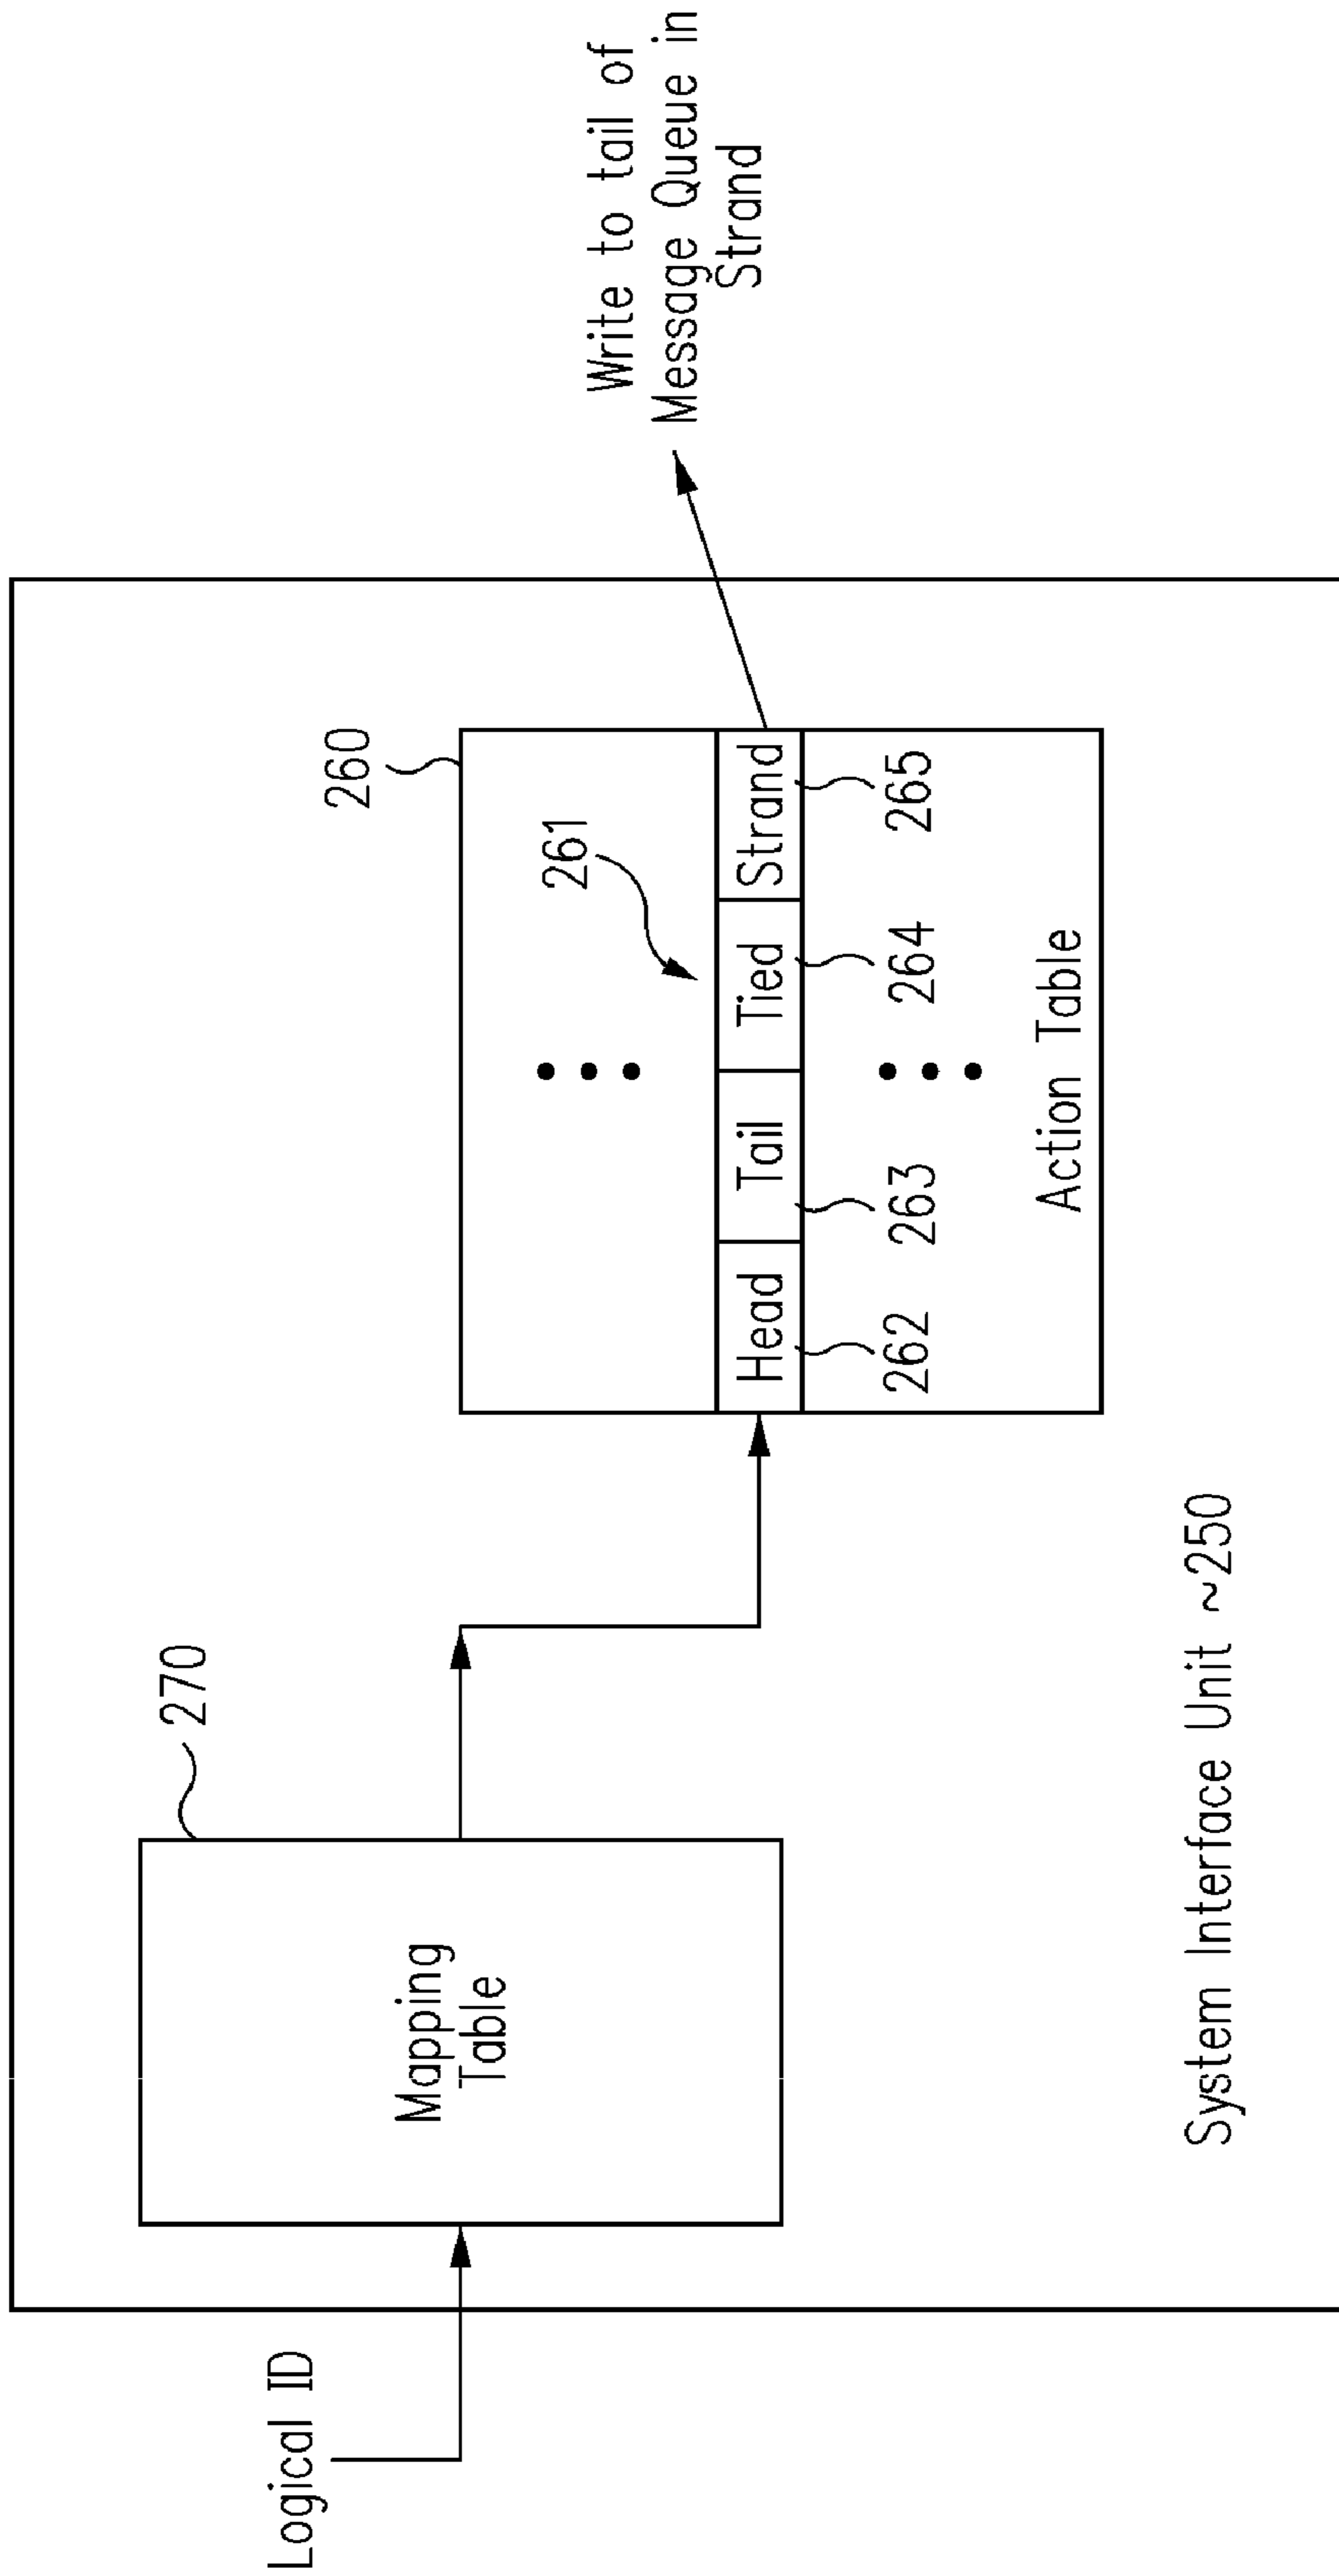 Logical ID
270
Mapping
Table
260
261
Head
Tail
Tied
Strand
262
263
264
265
Action Table
System Interface Unit ~250
Write to tail of
Message Queue in
Strand